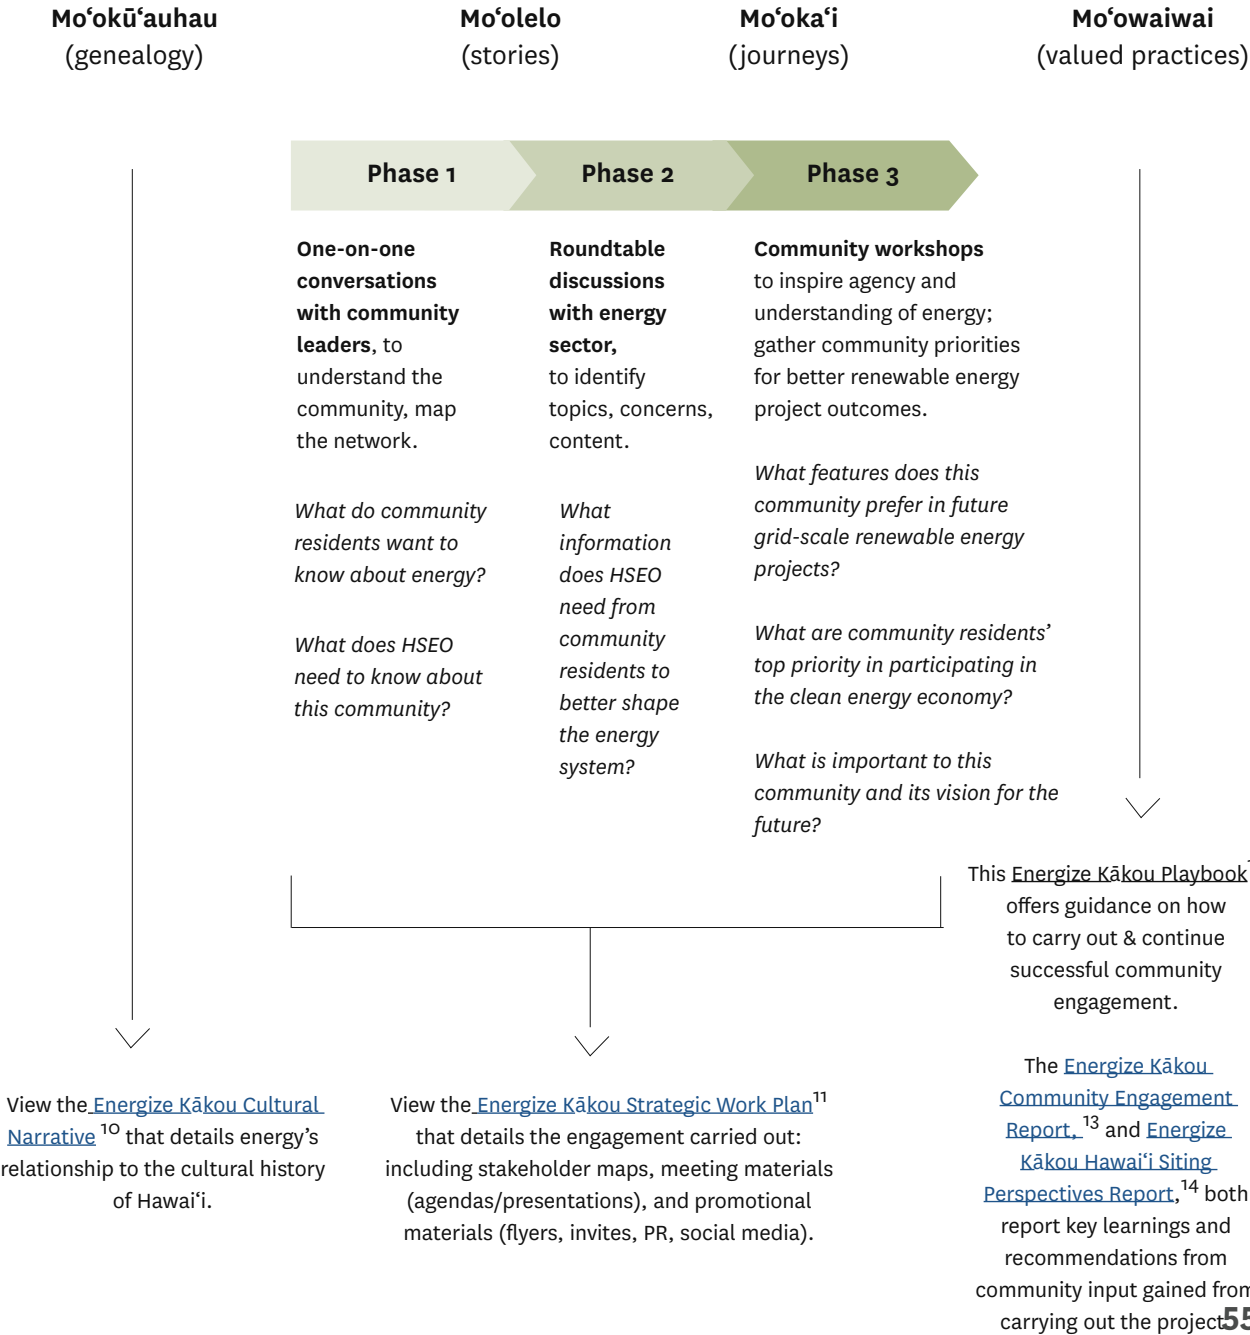 Moʻokūʻauhau
(genealogy)
Moʻolelo
(stories)
Moʻokaʻi
(journeys)
Moʻowaiwai
(valued practices)
Phase 1
Phase 2
Phase 3
One-on-one
conversations
with community
leaders, to
understand the
community, map
the network.
What do community
residents want to
know about energy?
What does HSEO
need to know about
this community?
Roundtable
discussions
with energy
sector,
to identify
topics, concerns,
content.
What
information
does HSEO
need from
community
residents to
better shape
the energy
system?
Community workshops
to inspire agency and
understanding of energy;
gather community priorities
for better renewable energy
project outcomes.
What features does this
community prefer in future
grid-scale renewable energy
projects?
What are community residents’
top priority in participating in
the clean energy economy?
What is important to this
community and its vision for the
future?
View the Energize Kākou Cultural
Narrative 10 that details energy’s
relationship to the cultural history
of Hawaiʻi.
View the Energize Kākou Strategic Work Plan11
that details the engagement carried out:
including stakeholder maps, meeting materials
(agendas/presentations), and promotional
materials (flyers, invites, PR, social media).
This Energize Kākou Playbook
offers guidance on how
to carry out & continue
successful community
engagement.
The Energize Kākou
Community Engagement
Report, 13 and Energize
Kākou Hawaiʻi Siting
Perspectives Report,14 both
report key learnings and
recommendations from
community input gained from
carrying out the project
55